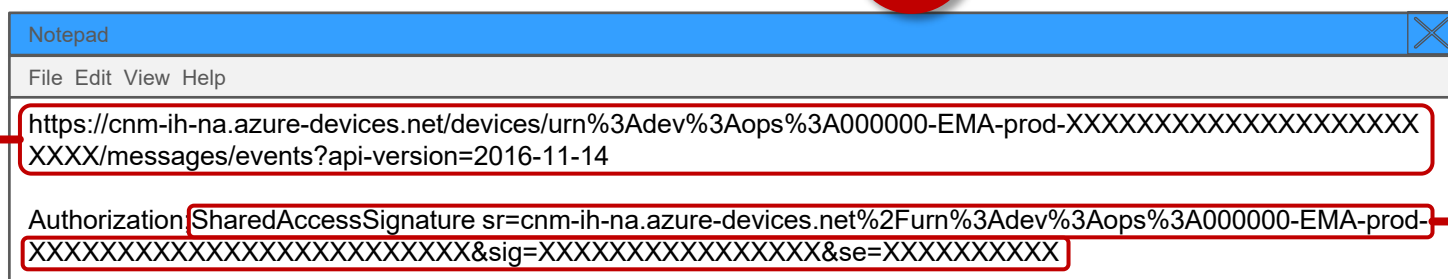 Notepad
File Edit View Help
https://cnm-ih-na.azure-devices.net/devices/urn%3Adev%3Aops%3A000000-EMA-prod-XXXXXXXXXXXXXXXXXXXX
XXXX/messages/events?api-version=2016-11-14
Authorization;SharedAccessSignature sr=cnm-ih-na.azure-devices.net%2Furn%3Adev%3Aops%3A000000-EMA-prod-
XXXXXXXXXXXXXXXXXXXXXXXXX&sig=XXXXXXXXXXXXXXXX&se=XXXXXXXXXX